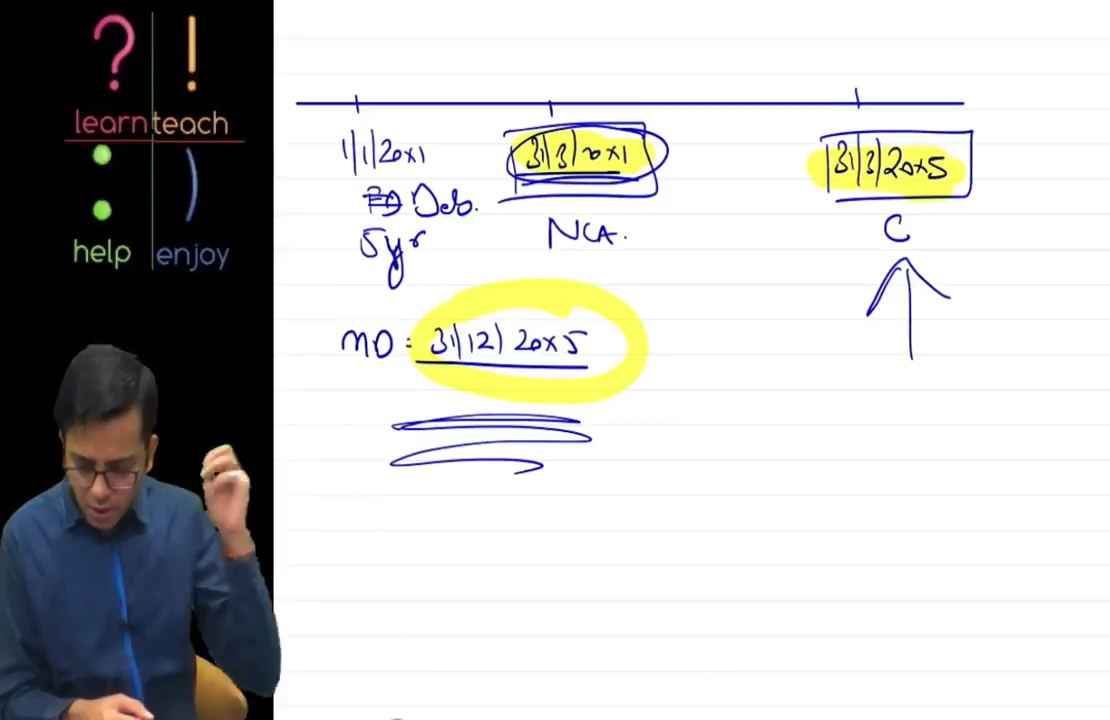 ? !
learn teach
help enjoy
1|1|20x1
31|3|20x1
31|3|20x5
Deb.
5yr
NCA.
C
MD = 31|12|20x5